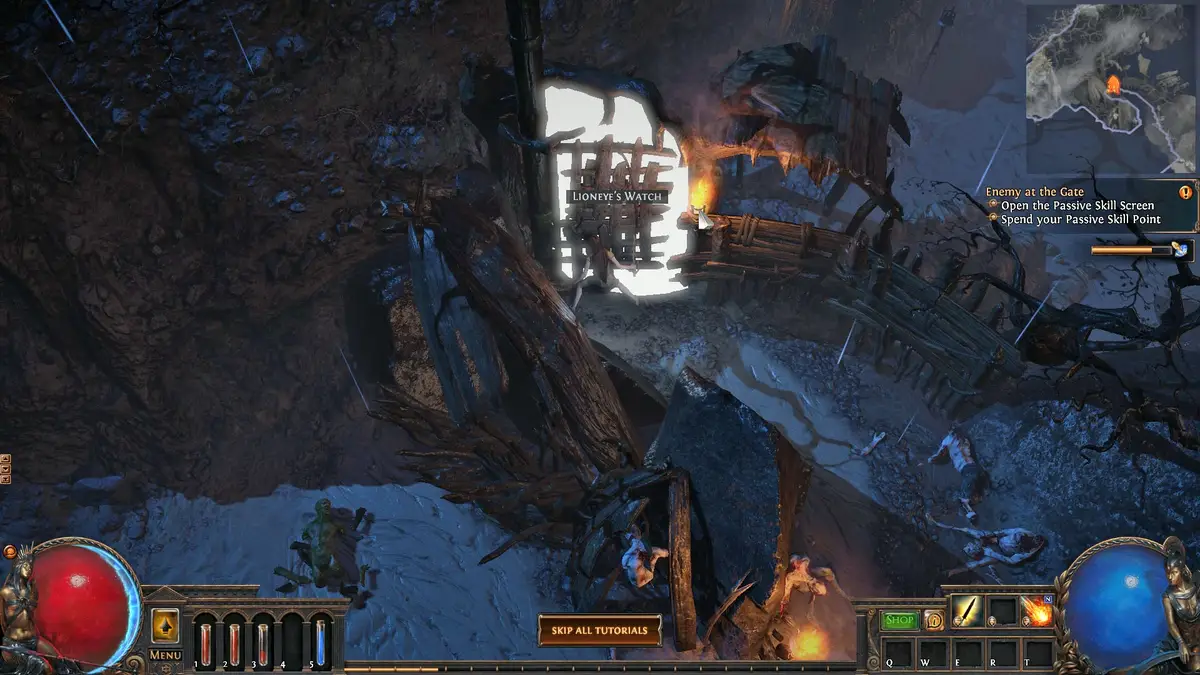 LIONEYE'S WATCH
Enemy at the Gate
Open the Passive Skill Screen
Spend your Passive Skill Point
SKIP ALL TUTORIALS
SHOP
MENU
1 2 3 4 5
Q W E R T
N